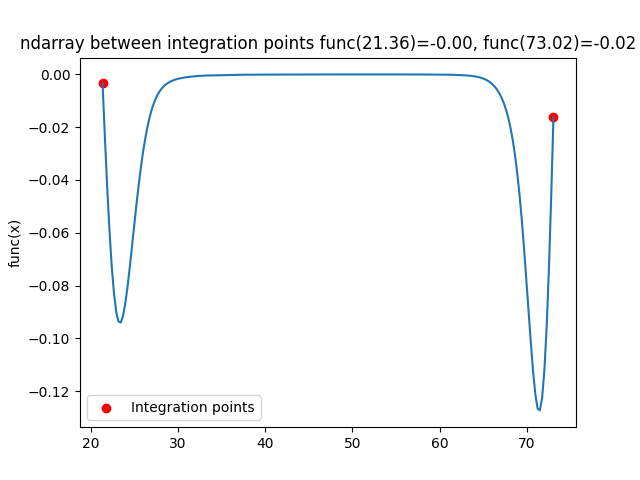 ndarray between integration points func(21.36)=-0.00, func(73.02)=-0.02
0.00
−0.02
−0.04
−0.06
−0.08
−0.10
−0.12
func(x)
Integration points
20 30 40 50 60 70